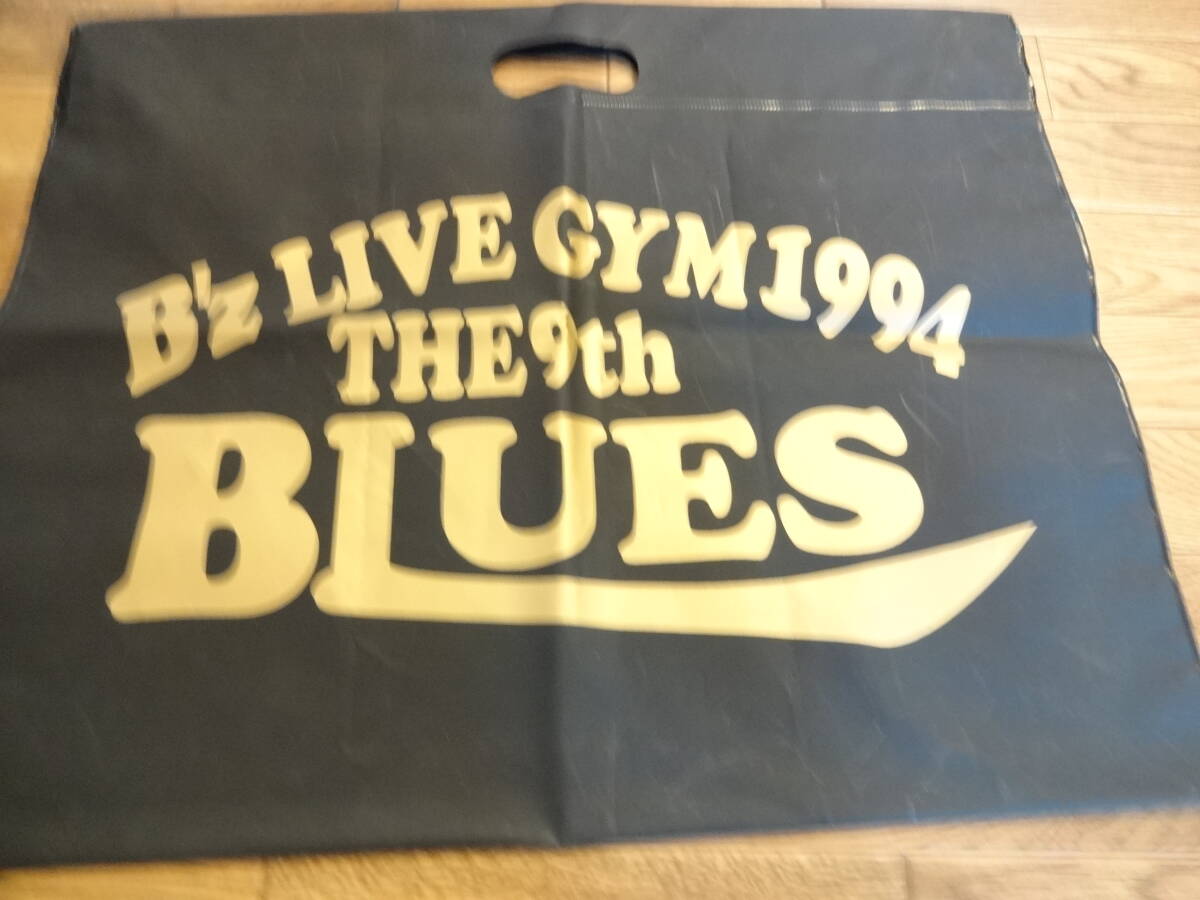 B'z LIVE GYM 1994
THE 9th
BLUES